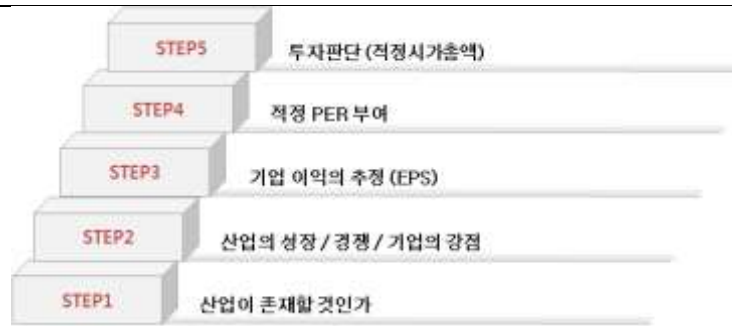 STEP5 투자판단 (적정시가총액)
STEP4 적정 PER 부여
STEP3 기업 이익의 추정 (EPS)
STEP2 산업의 성장 / 경쟁 / 기업의 강점
STEP1 산업이 존재할 것인가